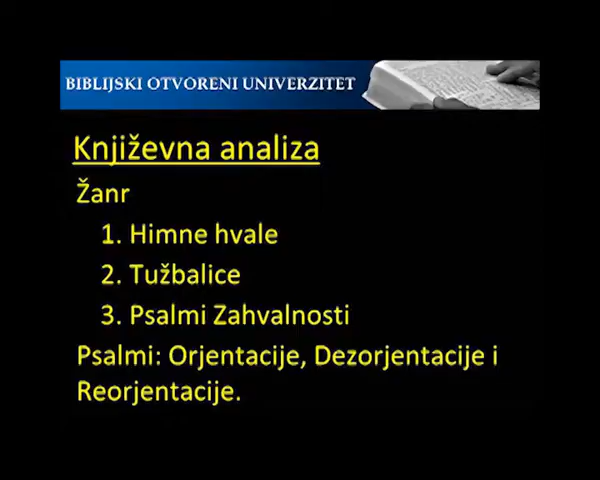 BIBLIJSKI OTVORENI UNIVERZITET
Književna analiza
Žanr
1. Himne hvale
2. Tužbalice
3. Psalmi Zahvalnosti
Psalmi: Orjentacije, Dezorjentacije i
Reorjentacije.